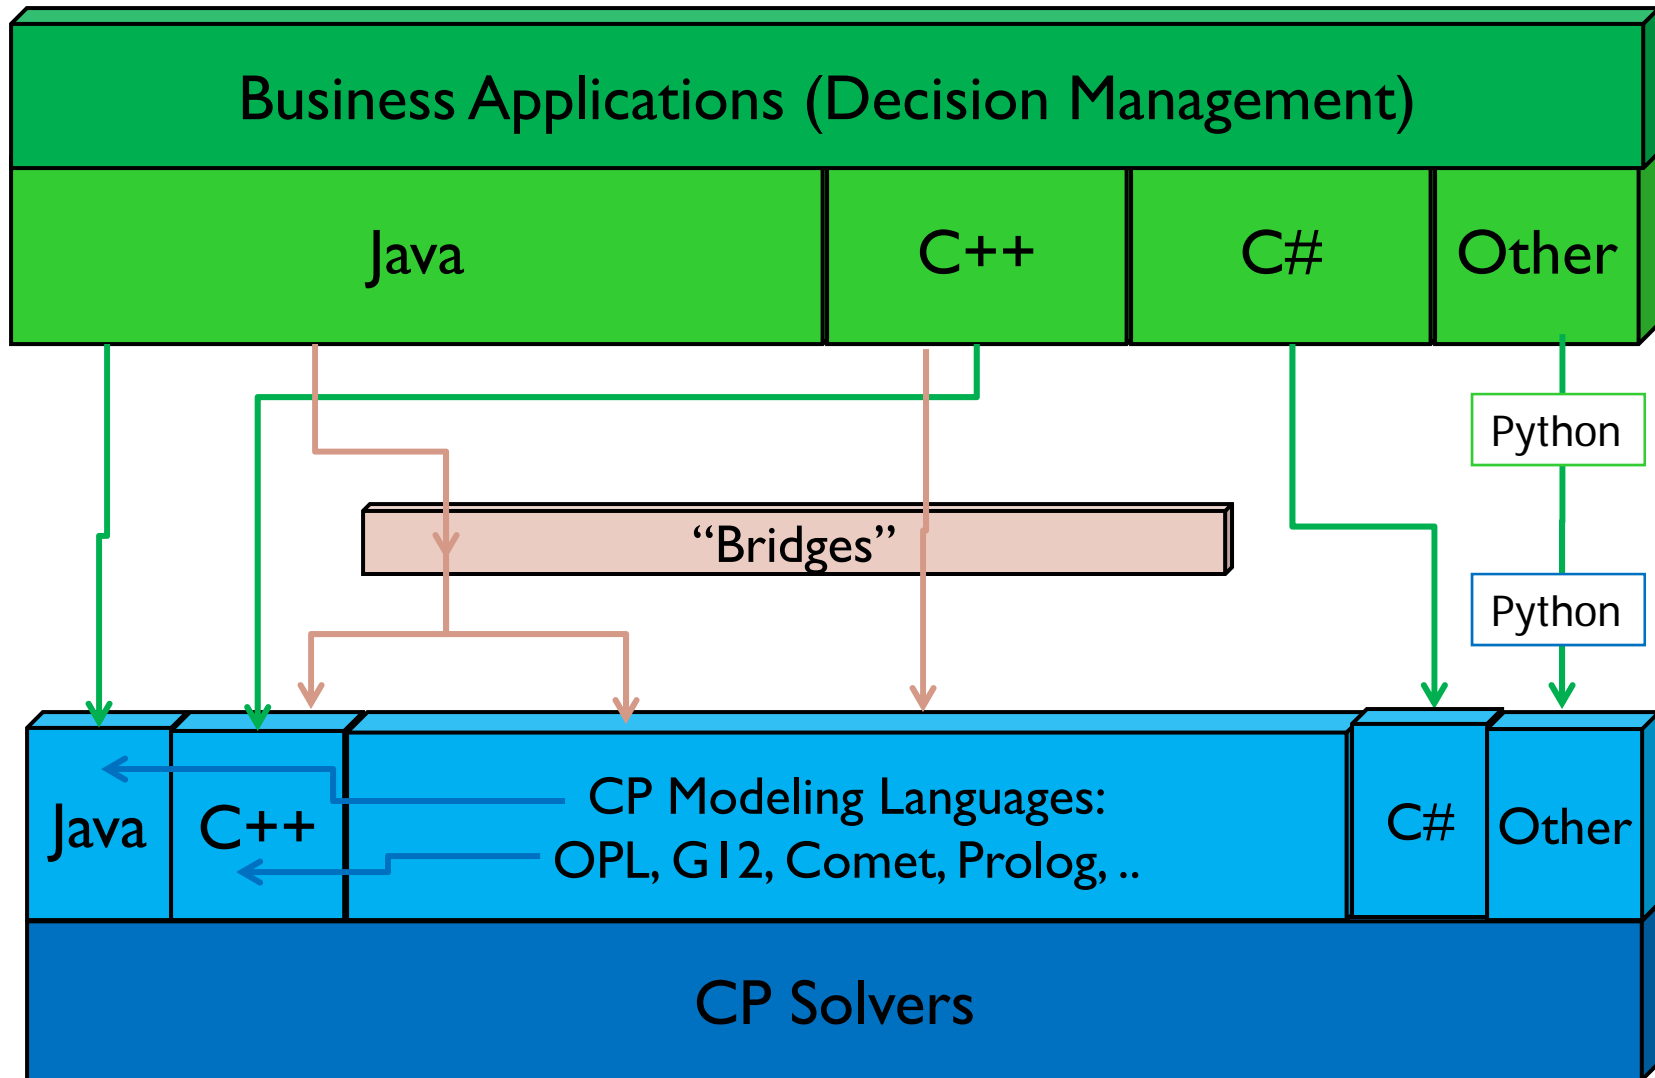 Business Applications (Decision Management)
Java
C++
C#
Other
Python
“Bridges”
Python
CP Modeling Languages:
OPL, G12, Comet, Prolog, ..
Java
C++
C#
Other
CP Solvers